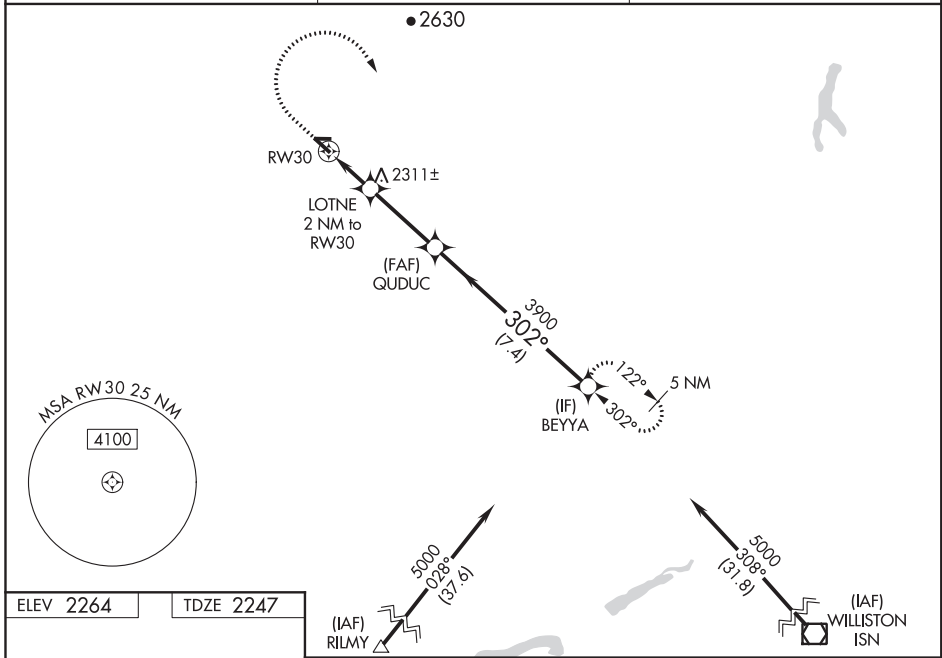 2630
RW30
2311±
LOTNE
2 NM to
RW30
(FAF)
QUDUC
3900
302°
(7.4)
122°
5 NM
302°
(IF)
BEYYA
MSA RW30 25 NM
4100
5000
028°
(37.6)
5000
308°
(31.8)
ELEV 2264
TDZE 2247
(IAF)
RILMY
(IAF)
WILLISTON
ISN